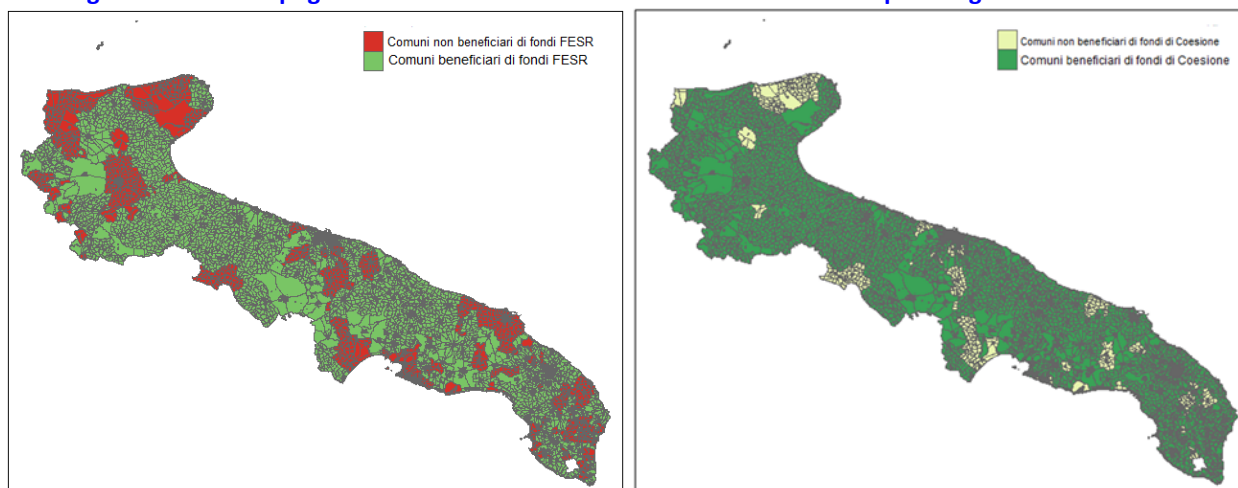 Comuni non beneficiari di fondi FESR
Comuni beneficiari di fondi FESR
Comuni non beneficiari di fondi di Coesione
Comuni beneficiari di fondi di Coesione